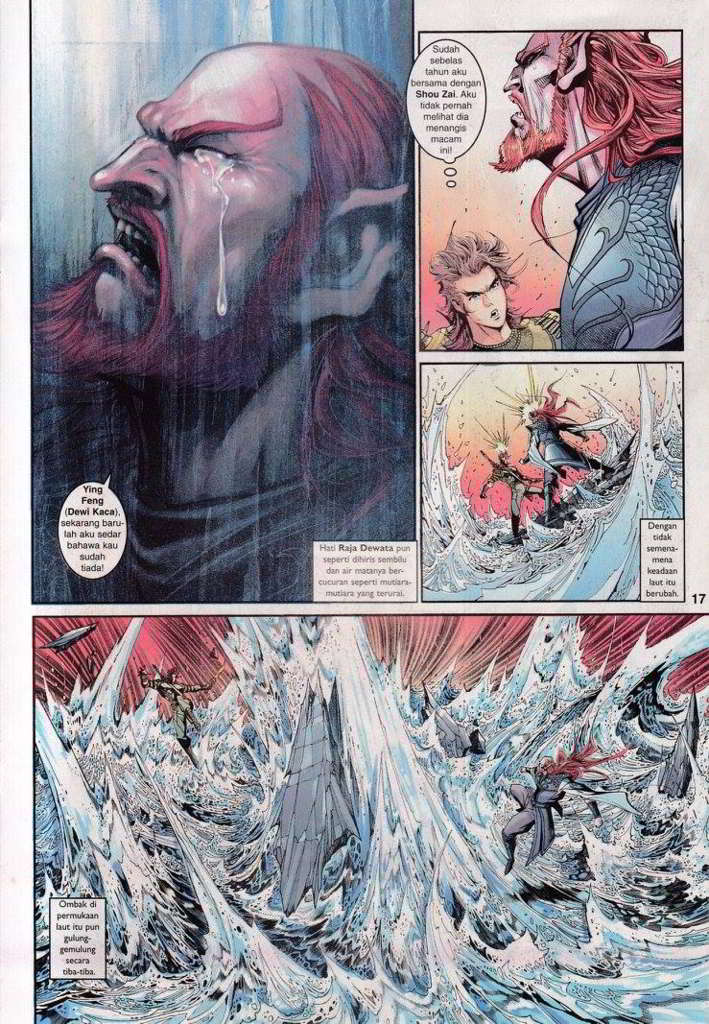 Ying
Feng
(Dewi Kaca),
sekarang baru-
lah aku sedar
bahawa kau
sudah
tiada!
Hati Raja Dewata pun
seperti dihiris sembilu
dan air matanya ber-
cucuran seperti mutiara-
mutiara yang terurai.
Sudah
sebelas
tahun aku
bersama dengan
Shou Zai. Aku
tidak pernah
melihat dia
menangis
macam
ini!
Dengan
tidak
semena-
mena
keadaan
laut itu
berubah.
17
Ombak di
permukaan
laut itu pun
gulung-
gemulung
secara
tiba-tiba.